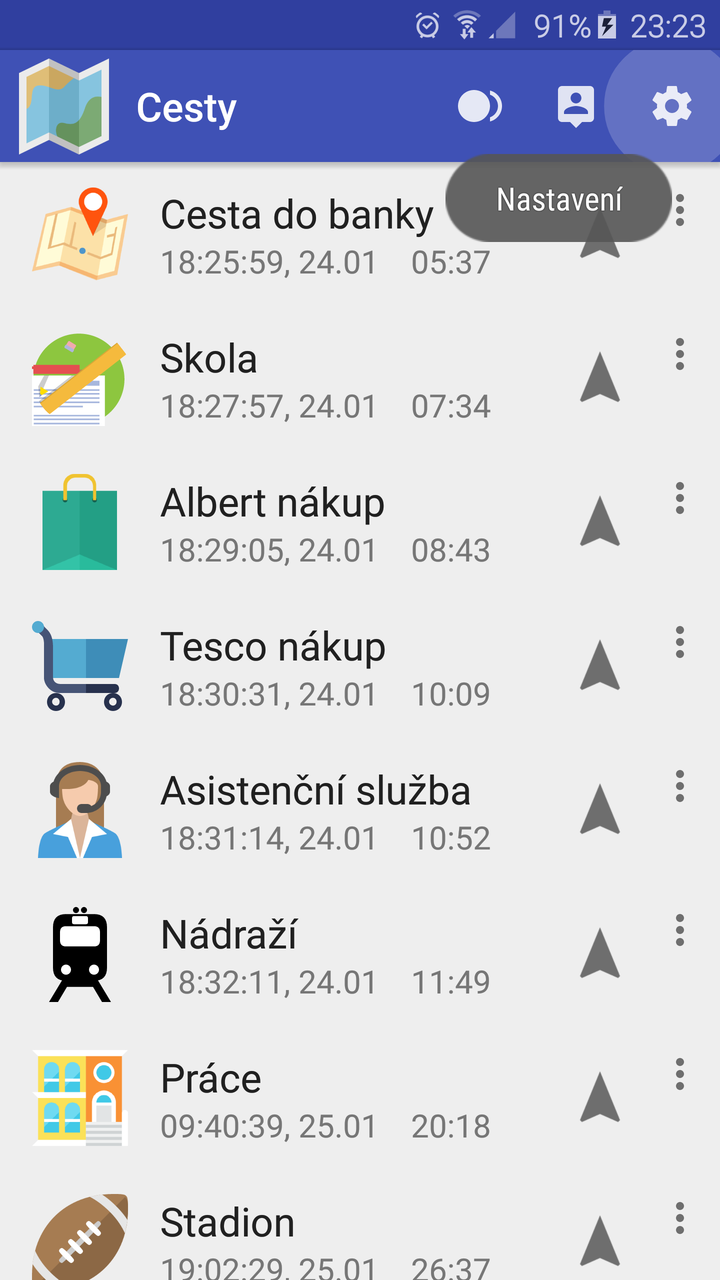 91% 23:23
Cesty
Nastavení
Cesta do banky
18:25:59, 24.01 05:37
Skola
18:27:57, 24.01 07:34
Albert nákup
18:29:05, 24.01 08:43
Tesco nákup
18:30:31, 24.01 10:09
Asistenční služba
18:31:14, 24.01 10:52
Nádraží
18:32:11, 24.01 11:49
Práce
09:40:39, 25.01 20:18
Stadion
19:02:29, 25.01 26:37